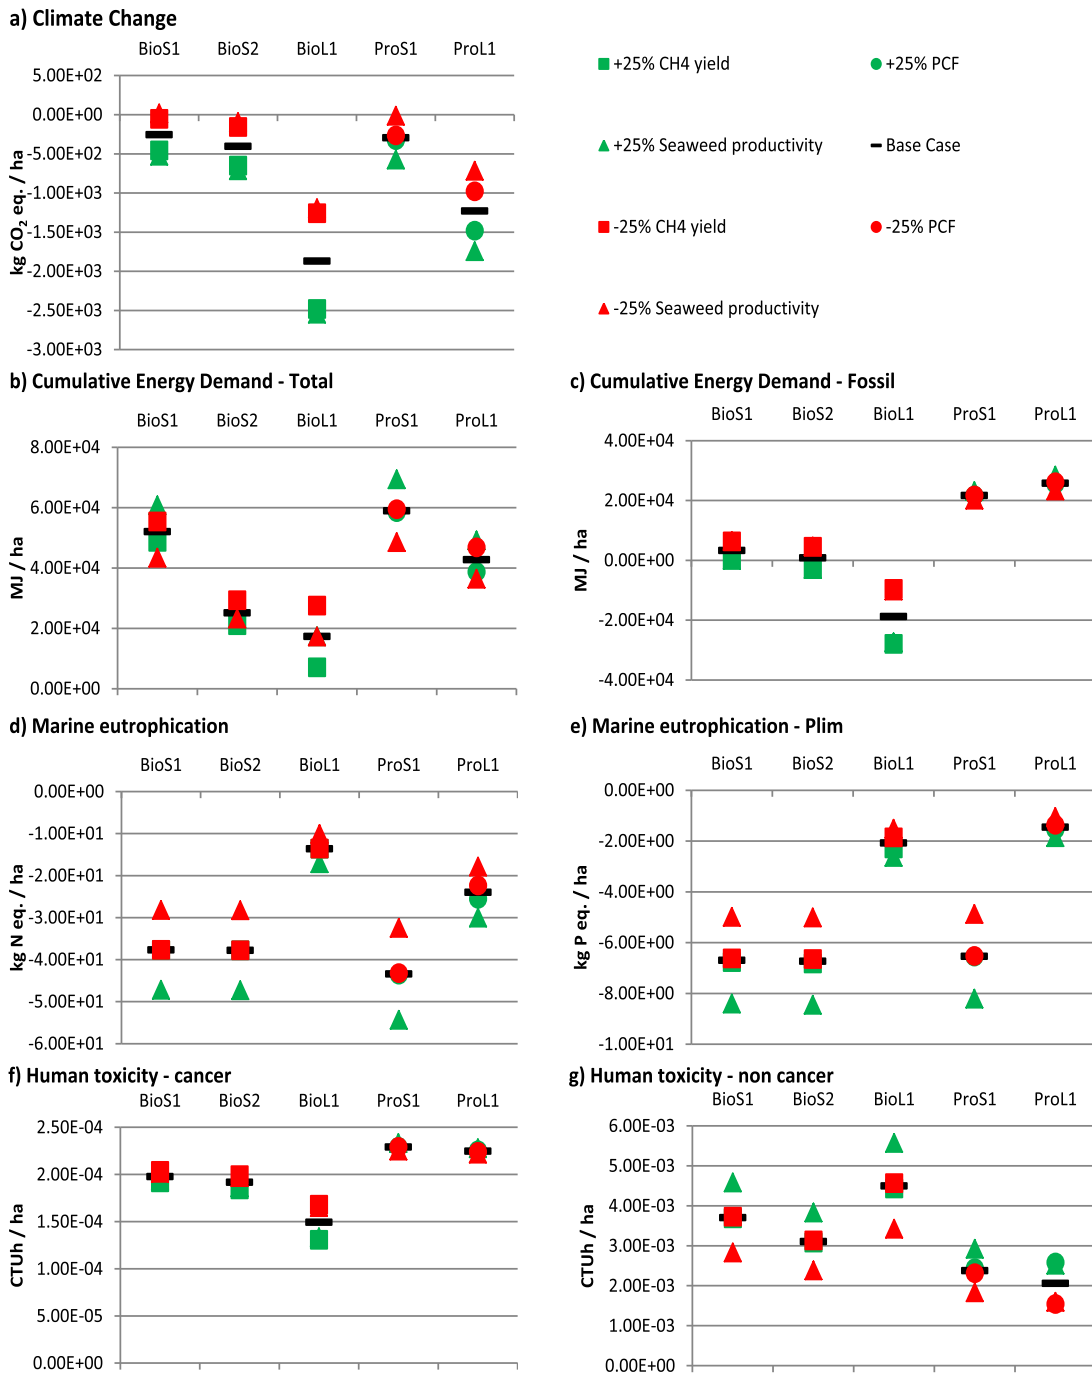 a) Climate Change
BioS1 BioS2 BioL1 ProS1 ProL1
5.00E+02
0.00E+00
-5.00E+02
-1.00E+03
-1.50E+03
-2.00E+03
-2.50E+03
-3.00E+03
kg CO2 eq. / ha
+25% CH4 yield
+25% PCF
+25% Seaweed productivity
Base Case
-25% CH4 yield
-25% PCF
-25% Seaweed productivity
b) Cumulative Energy Demand - Total
BioS1 BioS2 BioL1 ProS1 ProL1
8.00E+04
6.00E+04
4.00E+04
2.00E+04
0.00E+00
MJ / ha
c) Cumulative Energy Demand - Fossil
BioS1 BioS2 BioL1 ProS1 ProL1
4.00E+04
2.00E+04
0.00E+00
-2.00E+04
-4.00E+04
MJ / ha
d) Marine eutrophication
BioS1 BioS2 BioL1 ProS1 ProL1
0.00E+00
-1.00E+01
-2.00E+01
-3.00E+01
-4.00E+01
-5.00E+01
-6.00E+01
kg N eq. / ha
e) Marine eutrophication - Plim
BioS1 BioS2 BioL1 ProS1 ProL1
0.00E+00
-2.00E+00
-4.00E+00
-6.00E+00
-8.00E+00
-1.00E+01
kg P eq. / ha
f) Human toxicity - cancer
BioS1 BioS2 BioL1 ProS1 ProL1
2.50E-04
2.00E-04
1.50E-04
1.00E-04
5.00E-05
0.00E+00
CTUh / ha
g) Human toxicity - non cancer
BioS1 BioS2 BioL1 ProS1 ProL1
6.00E-03
5.00E-03
4.00E-03
3.00E-03
2.00E-03
1.00E-03
0.00E+00
CTUh / ha